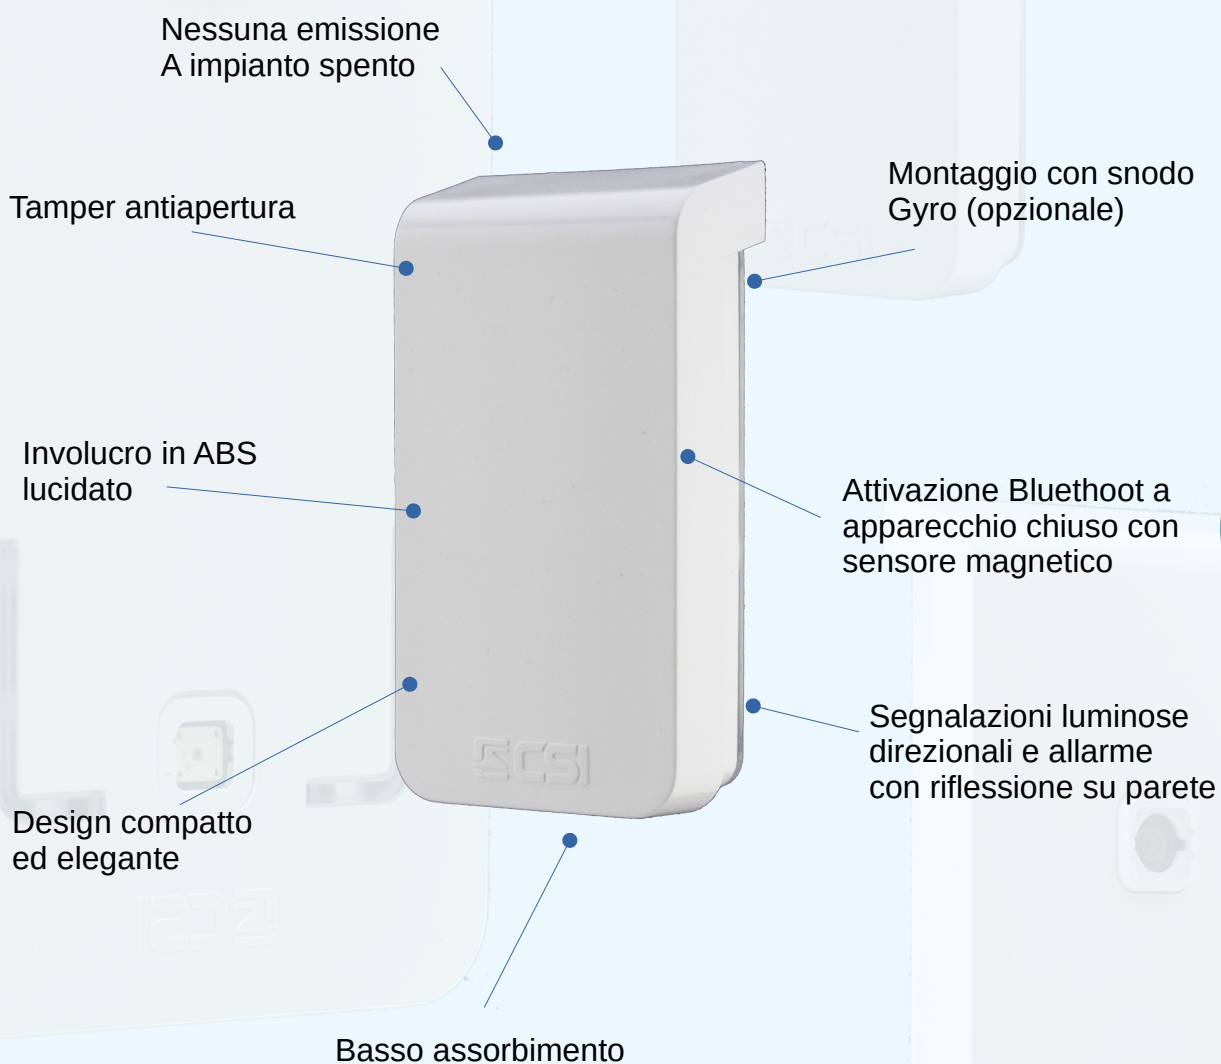 Nessuna emissione
A impianto spento
Tamper antiapertura
Montaggio con snodo
Gyro (opzionale)
Involucro in ABS
lucidato
Attivazione Bluethoot a
apparecchio chiuso con
sensore magnetico
Segnalazioni luminose
direzionali e allarme
con riflessione su parete
CSI
Design compatto
ed elegante
Basso assorbimento